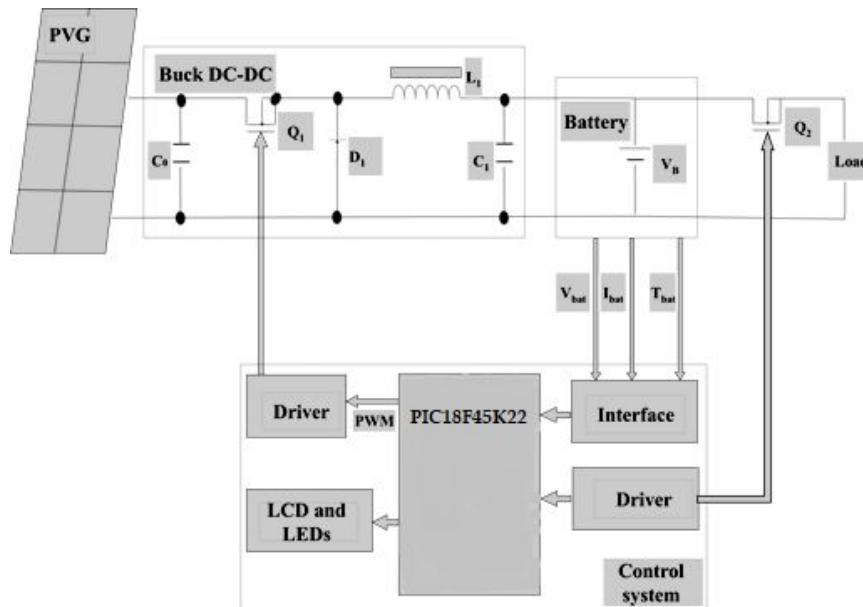 PVG
Buck DC-DC
L1
Q1
C0
D1
C1
Battery
VB
Q2
Load
Vbat
Ibat
Tbat
Driver
PWM
PIC18F45K22
Interface
LCD and
LEDs
Driver
Control
system